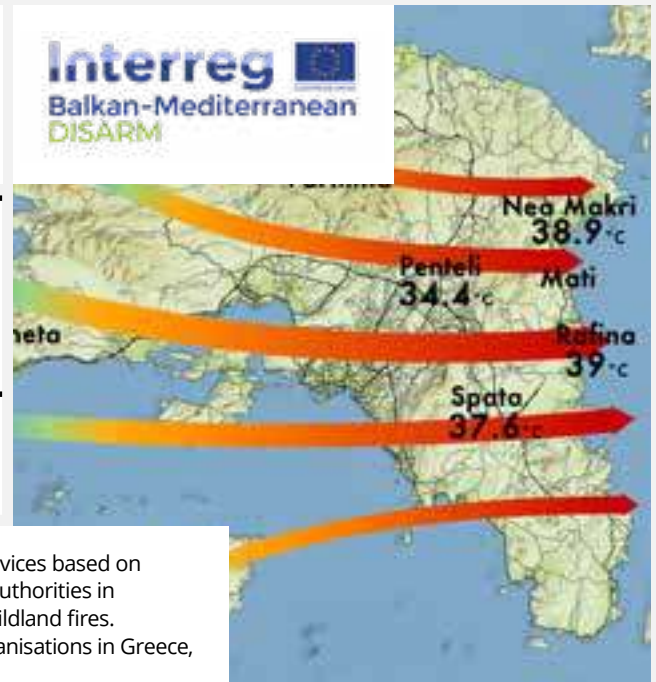 Interreg
Balkan-Mediterranean
DISARM
Nea Makri
38.9°C
Penteli
34.4°C
Mati
neta
Rafina
39°C
Spata
37.6°C
vices based on
uthorities in
ildland fires.
anisations in Greece,